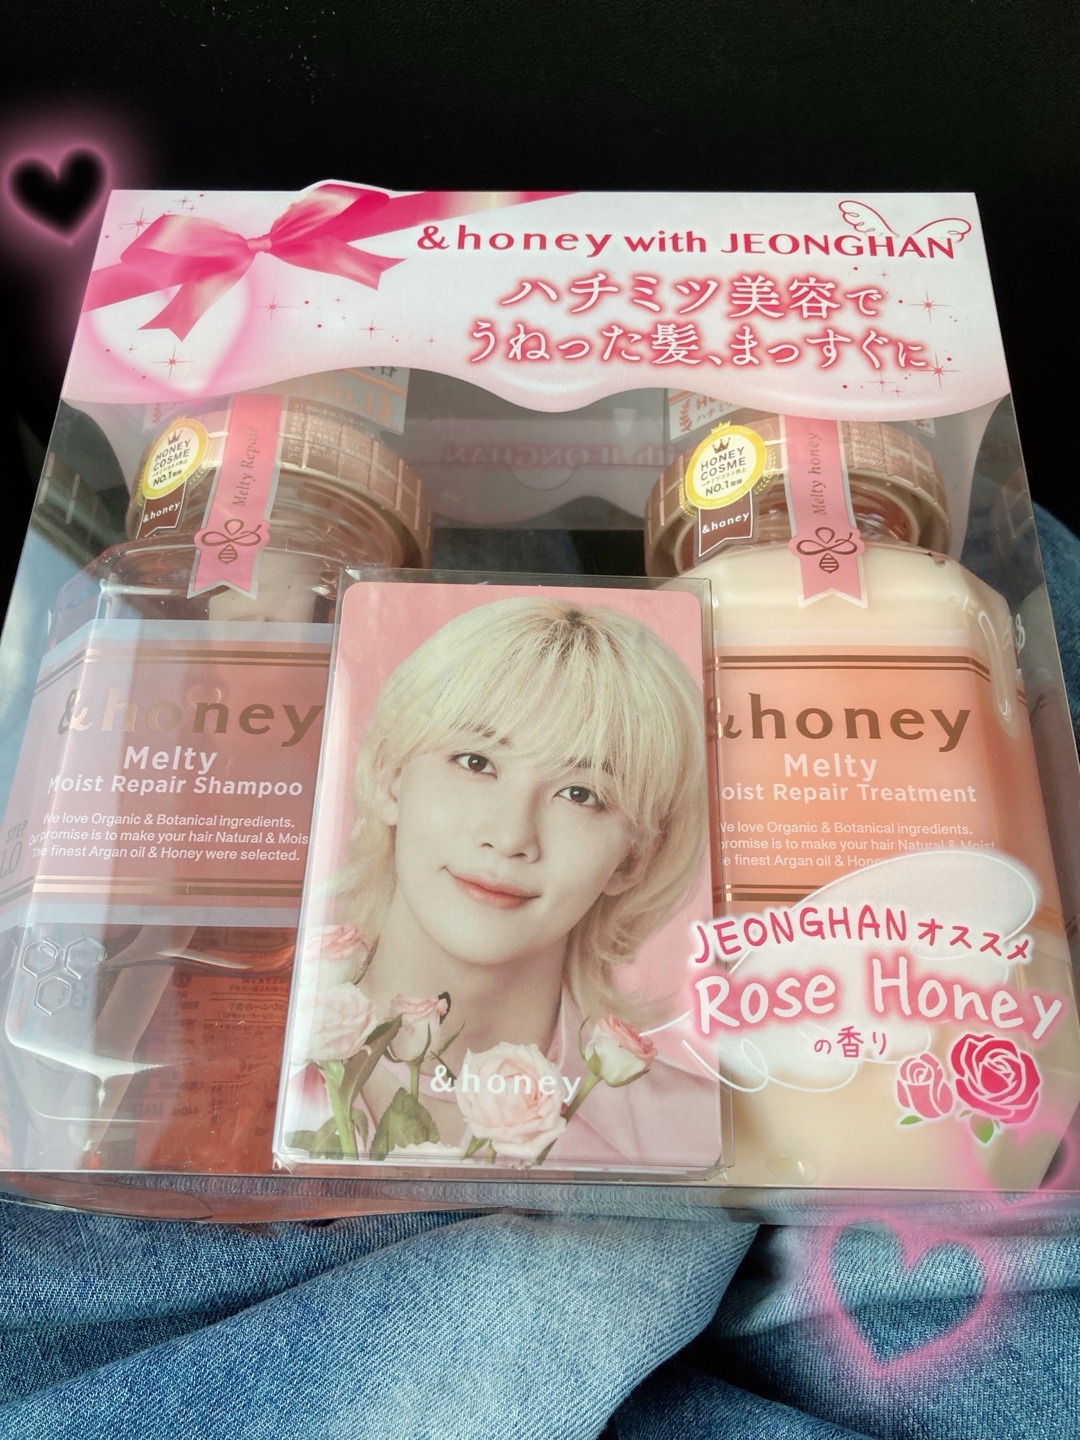 &honey with JEONGHAN
ハチミツ美容で
うねった髪、まっすぐに
HONEY
COSME
NO.1
&honey
Melty Repair
HONEY
COSME
NO.1
&honey
Melty honey
&honey
Melty
Moist Repair Shampoo
We love Organic & Botanical ingredients.
Our promise is to make your hair Natural & Moist
The finest Argan oil & Honey were selected.
STEP
1.0
&honey
Melty
oist Repair Treatment
We love Organic & Botanical ingredients.
promise is to make your hair Natural & Moist
e finest Argan oil & Honey
&honey
JEONGHANオススメ
Rose Honey
の香り